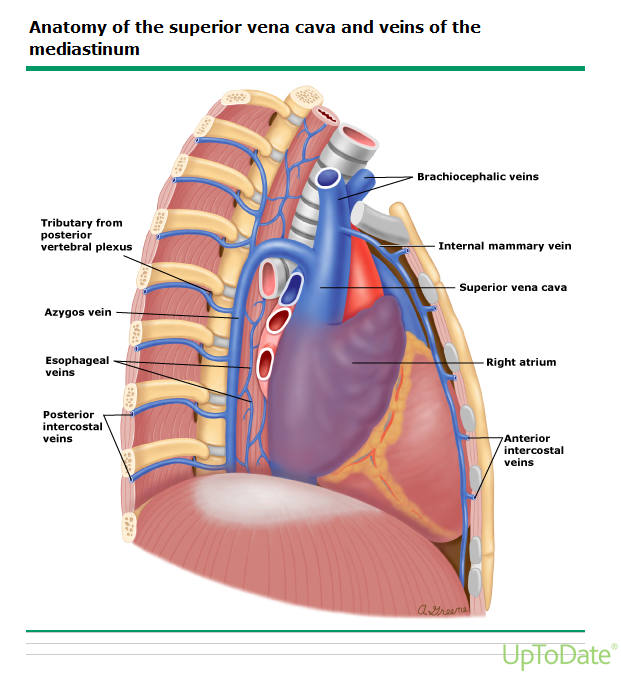 Anatomy of the superior vena cava and veins of the
mediastinum
Brachiocephalic veins
Tributary from
posterior
vertebral plexus
Internal mammary vein
Superior vena cava
Azygos vein
Esophageal
veins
Right atrium
Posterior
intercostal
veins
Anterior
intercostal
veins
A. Greene
UpToDate®